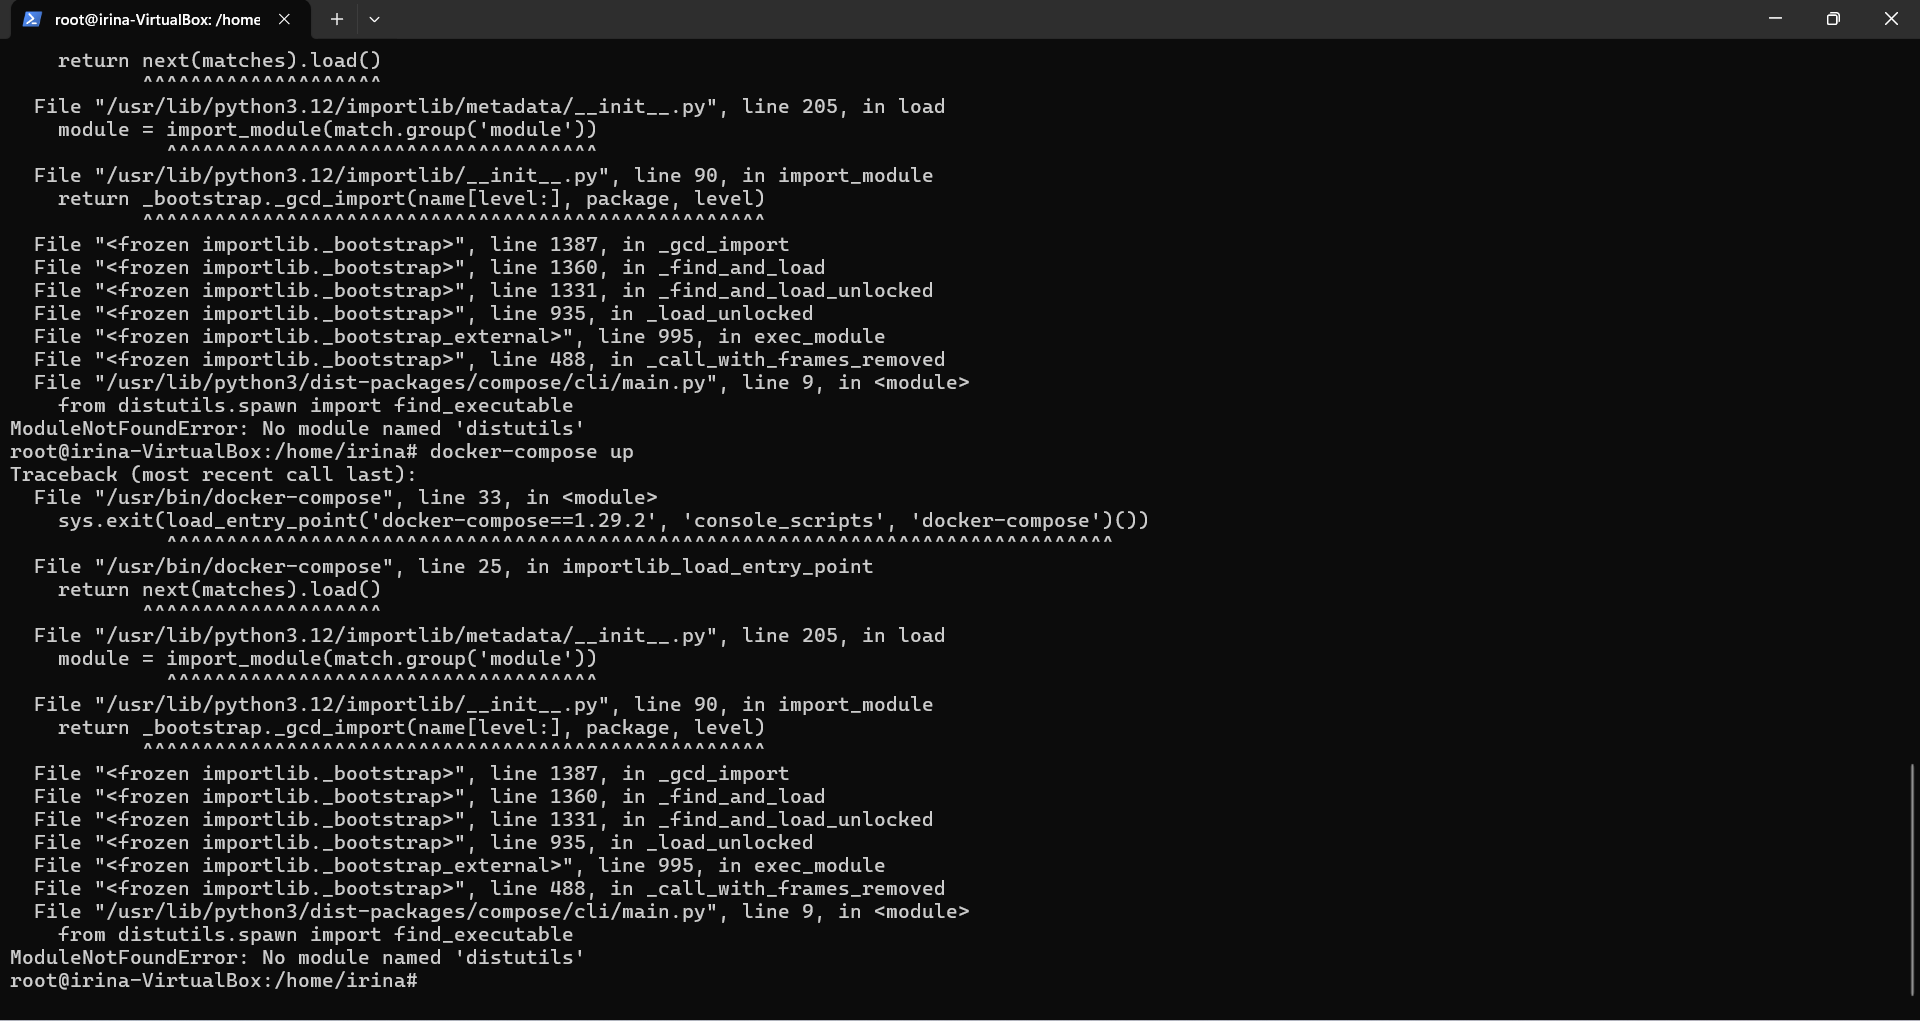 root@irina-VirtualBox: /home
    return next(matches).load()
           ^^^^^^^^^^^^^^^^^^^^
  File "/usr/lib/python3.12/importlib/metadata/__init__.py", line 205, in load
    module = import_module(match.group('module'))
             ^^^^^^^^^^^^^^^^^^^^^^^^^^^^^^^^^^^^
  File "/usr/lib/python3.12/importlib/__init__.py", line 90, in import_module
    return _bootstrap._gcd_import(name[level:], package, level)
           ^^^^^^^^^^^^^^^^^^^^^^^^^^^^^^^^^^^^^^^^^^^^^^^^^^^^
  File "<frozen importlib._bootstrap>", line 1387, in _gcd_import
  File "<frozen importlib._bootstrap>", line 1360, in _find_and_load
  File "<frozen importlib._bootstrap>", line 1331, in _find_and_load_unlocked
  File "<frozen importlib._bootstrap>", line 935, in _load_unlocked
  File "<frozen importlib._bootstrap_external>", line 995, in exec_module
  File "<frozen importlib._bootstrap>", line 488, in _call_with_frames_removed
  File "/usr/lib/python3/dist-packages/compose/cli/main.py", line 9, in <module>
    from distutils.spawn import find_executable
ModuleNotFoundError: No module named 'distutils'
root@irina-VirtualBox:/home/irina# docker-compose up
Traceback (most recent call last):
  File "/usr/bin/docker-compose", line 33, in <module>
    sys.exit(load_entry_point('docker-compose==1.29.2', 'console_scripts', 'docker-compose')())
             ^^^^^^^^^^^^^^^^^^^^^^^^^^^^^^^^^^^^^^^^^^^^^^^^^^^^^^^^^^^^^^^^^^^^^^^^^^^^^^^
  File "/usr/bin/docker-compose", line 25, in importlib_load_entry_point
    return next(matches).load()
           ^^^^^^^^^^^^^^^^^^^^
  File "/usr/lib/python3.12/importlib/metadata/__init__.py", line 205, in load
    module = import_module(match.group('module'))
             ^^^^^^^^^^^^^^^^^^^^^^^^^^^^^^^^^^^^
  File "/usr/lib/python3.12/importlib/__init__.py", line 90, in import_module
    return _bootstrap._gcd_import(name[level:], package, level)
           ^^^^^^^^^^^^^^^^^^^^^^^^^^^^^^^^^^^^^^^^^^^^^^^^^^^^
  File "<frozen importlib._bootstrap>", line 1387, in _gcd_import
  File "<frozen importlib._bootstrap>", line 1360, in _find_and_load
  File "<frozen importlib._bootstrap>", line 1331, in _find_and_load_unlocked
  File "<frozen importlib._bootstrap>", line 935, in _load_unlocked
  File "<frozen importlib._bootstrap_external>", line 995, in exec_module
  File "<frozen importlib._bootstrap>", line 488, in _call_with_frames_removed
  File "/usr/lib/python3/dist-packages/compose/cli/main.py", line 9, in <module>
    from distutils.spawn import find_executable
ModuleNotFoundError: No module named 'distutils'
root@irina-VirtualBox:/home/irina#